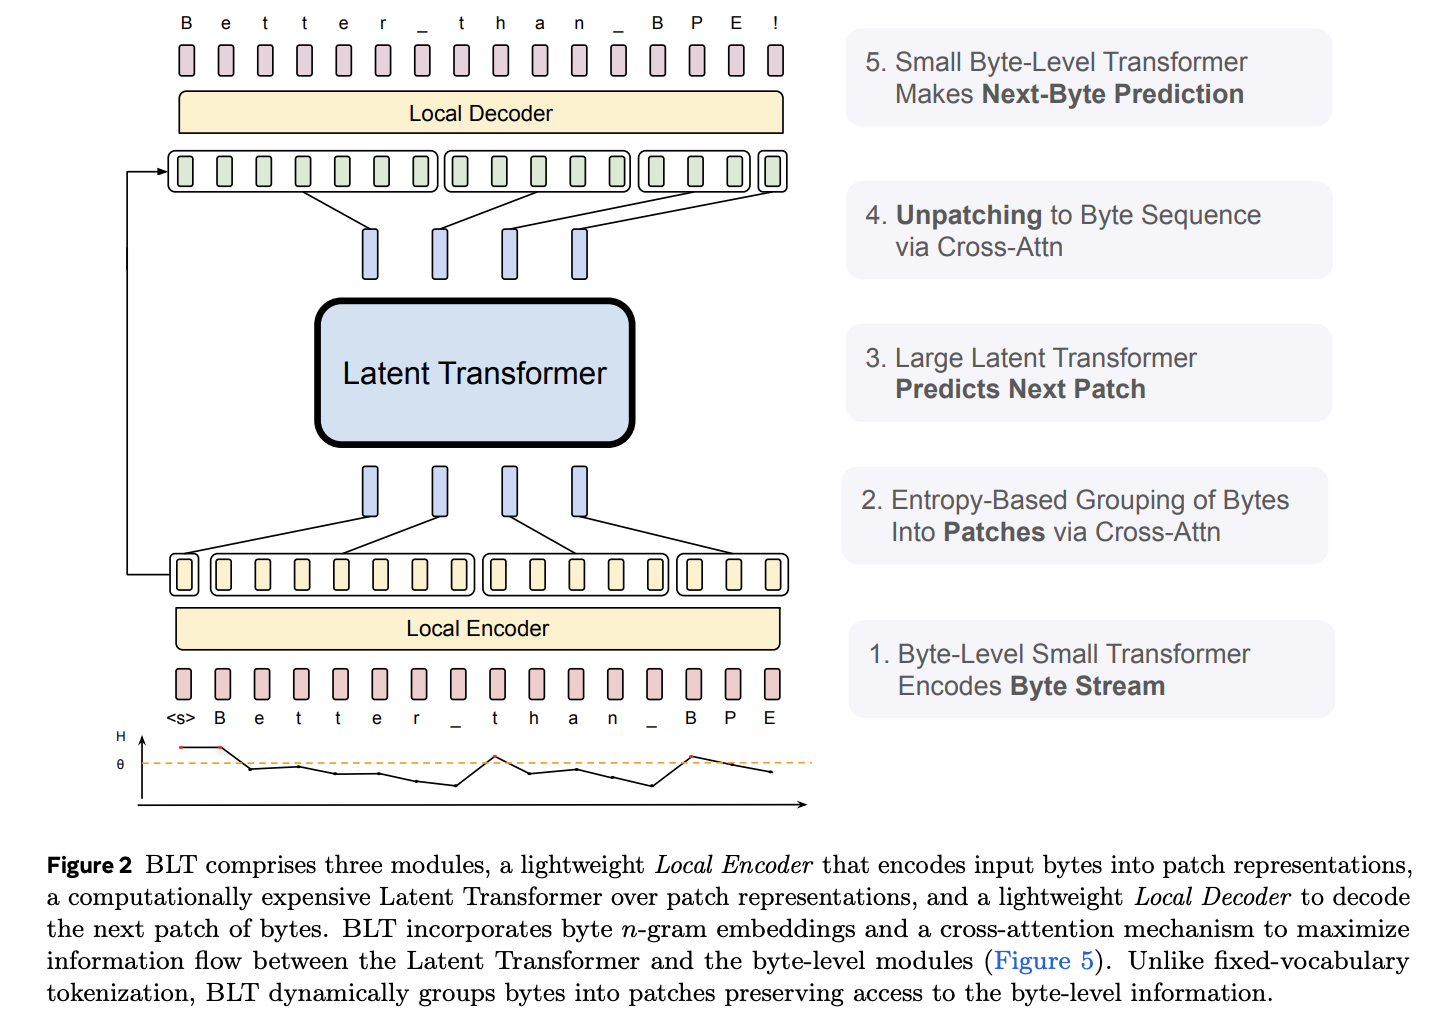 B e t t e r _ t h a n _ B P E !
Local Decoder
Latent Transformer
Local Encoder
<s> B e t t e r _ t h a n _ B P E
H
θ
5. Small Byte-Level Transformer
Makes Next-Byte Prediction
4. Unpatching to Byte Sequence
via Cross-Attn
3. Large Latent Transformer
Predicts Next Patch
2. Entropy-Based Grouping of Bytes
Into Patches via Cross-Attn
1. Byte-Level Small Transformer
Encodes Byte Stream
Figure 2 BLT comprises three modules, a lightweight Local Encoder that encodes input bytes into patch representations,
a computationally expensive Latent Transformer over patch representations, and a lightweight Local Decoder to decode
the next patch of bytes. BLT incorporates byte n-gram embeddings and a cross-attention mechanism to maximize
information flow between the Latent Transformer and the byte-level modules (Figure 5). Unlike fixed-vocabulary
tokenization, BLT dynamically groups bytes into patches preserving access to the byte-level information.